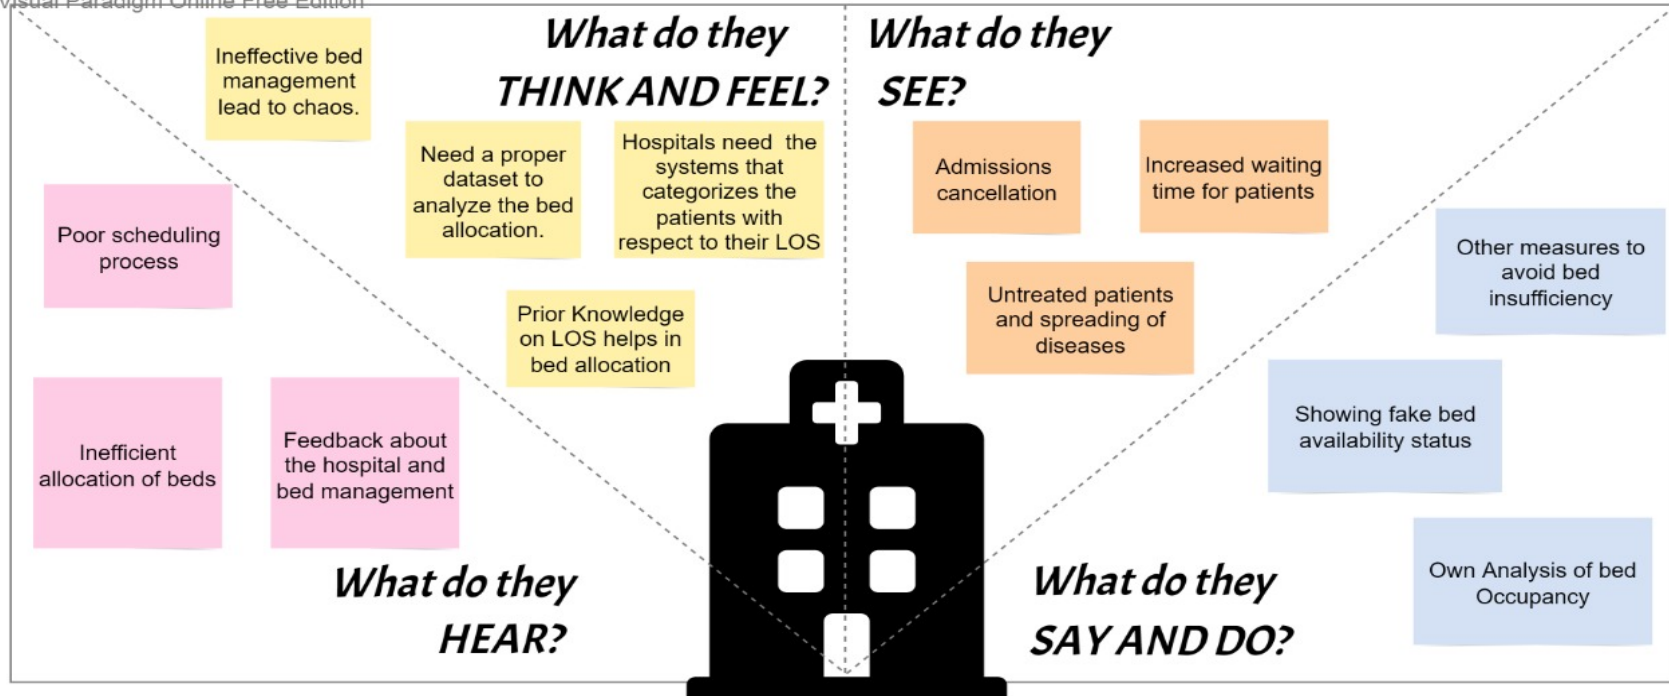 Visual Paradigm Online Free Edition
Ineffective bed
management
lead to chaos.
What do they
THINK AND FEEL?
Need a proper
dataset to
analyze the bed
allocation.
Hospitals need  the
systems that
categorizes the
patients with
respect to their LOS
Prior Knowledge
on LOS helps in
bed allocation
What do they
SEE?
Admissions
cancellation
Increased waiting
time for patients
Untreated patients
and spreading of
diseases
Poor scheduling
process
Inefficient
allocation of beds
Feedback about
the hospital and
bed management
What do they
HEAR?
Other measures to
avoid bed
insufficiency
Showing fake bed
availability status
Own Analysis of bed
Occupancy
What do they
SAY AND DO?